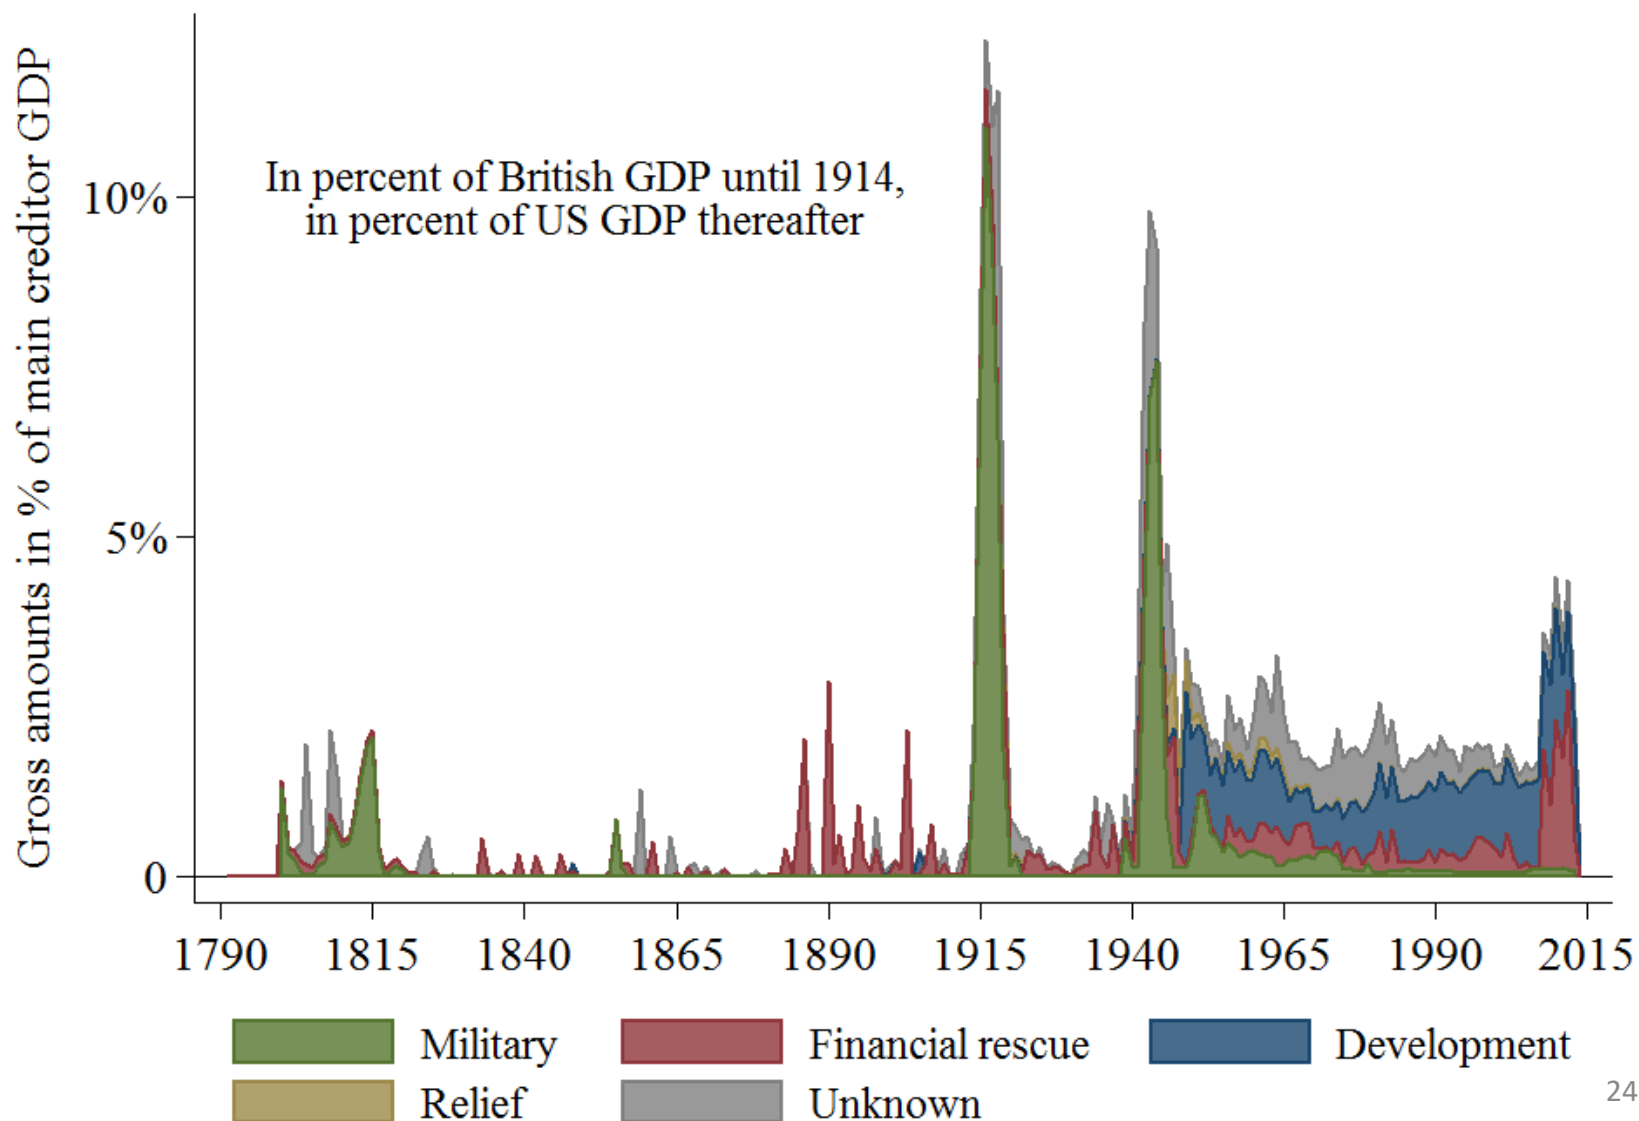 Gross amounts in % of main creditor GDP
In percent of British GDP until 1914,
in percent of US GDP thereafter
10%
5%
0
1790 1815 1840 1865 1890 1915 1940 1965 1990 2015
Military Financial rescue Development
Relief Unknown
24